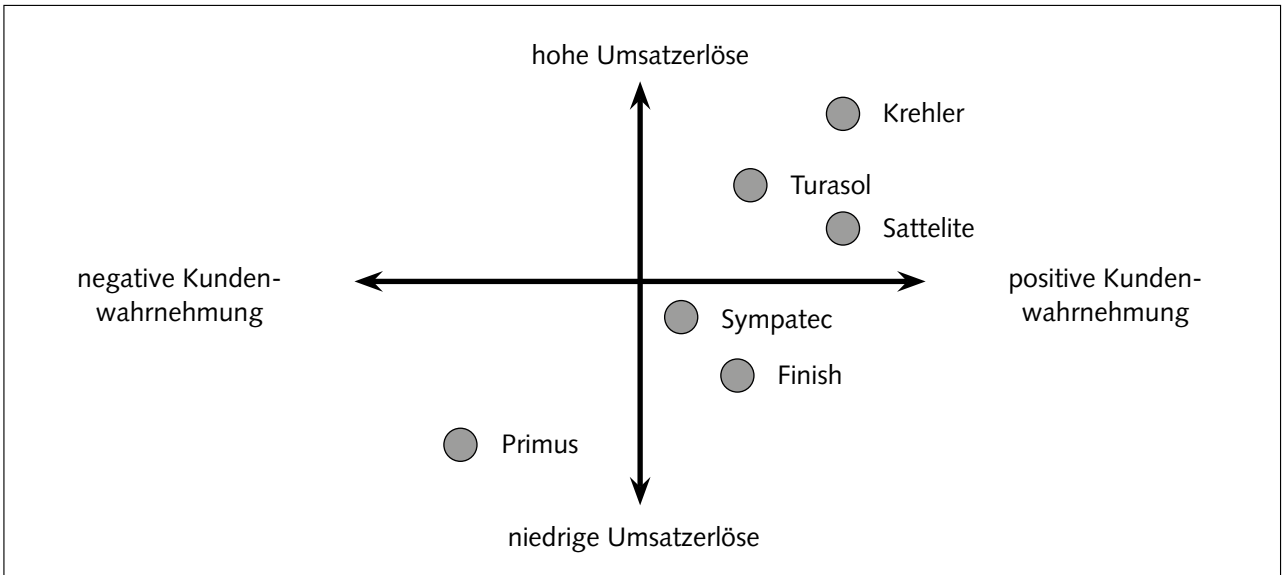 hohe Umsatzerlöse
Krehler
Turasol
Sattelite
negative Kunden-
wahrnehmung
positive Kunden-
wahrnehmung
Sympatec
Finish
Primus
niedrige Umsatzerlöse